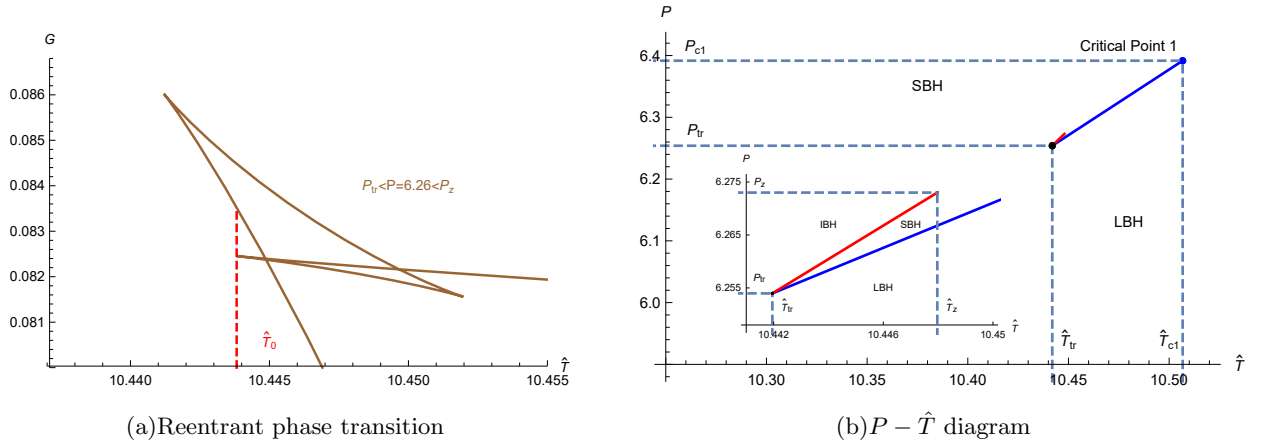 G
0.086
0.085
0.084
0.083
0.082
0.081
P_tr<P=6.26<P_z
T̂_0
10.440
10.445
10.450
10.455
T̂
(a)Reentrant phase transition
P
6.4
6.3
6.2
6.1
6.0
P_c1
Critical Point 1
SBH
P_tr
LBH
P
6.275
6.265
6.255
P_z
IBH
SBH
P_tr
LBH
T̂_tr
T̂_z
10.442
10.446
10.45
T̂
T̂_tr
T̂_c1
10.30
10.35
10.40
10.45
10.50
T̂
(b)P − T̂ diagram